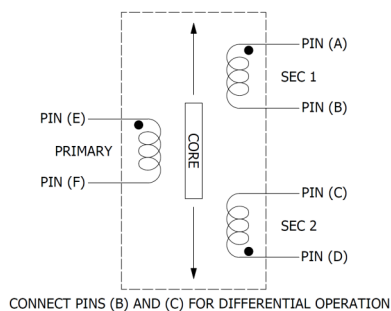 PIN (A)
SEC 1
PIN (B)
PIN (E)
PRIMARY
PIN (F)
CORE
PIN (C)
SEC 2
PIN (D)
CONNECT PINS (B) AND (C) FOR DIFFERENTIAL OPERATION